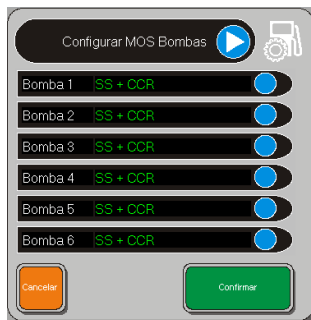 Configurar MOS Bombas
Bomba 1 SS + CCR
Bomba 2 SS + CCR
Bomba 3 SS + CCR
Bomba 4 SS + CCR
Bomba 5 SS + CCR
Bomba 6 SS + CCR
Cancelar Confirmar